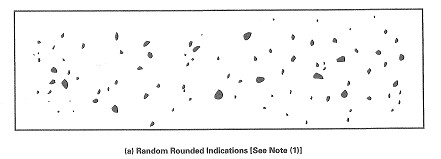 (a) Random Rounded Indications [See Note (1)]